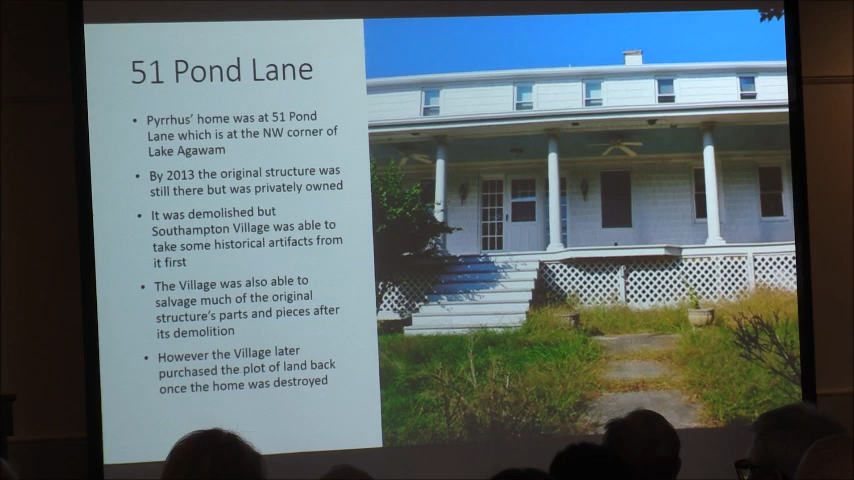 51 Pond Lane
• Pyrrhus' home was at 51 Pond
Lane which is at the NW corner of
Lake Agawam
• By 2013 the original structure was
still there but was privately owned
• It was demolished but
Southampton Village was able to
take some historical artifacts from
it first
• The Village was also able to
salvage much of the original
structure's parts and pieces after
its demolition
• However the Village later
purchased the plot of land back
once the home was destroyed